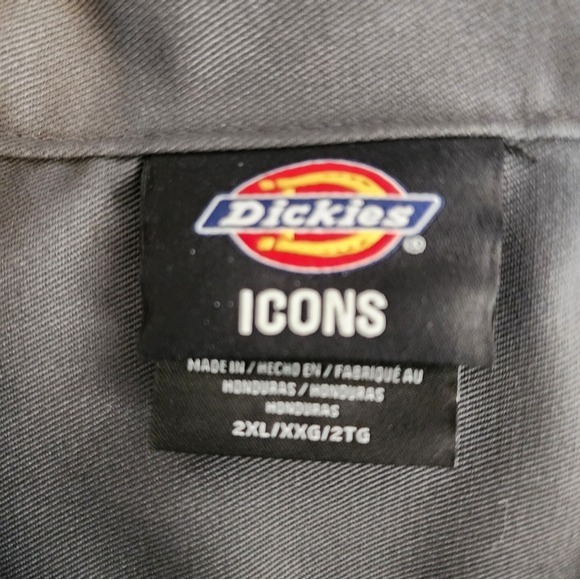 Dickies®
ICONS
MADE IN / HECHO EN / FABRIQUÉ AU
HONDURAS / HONDURAS
HONDURAS
2XL/XXG/2TG